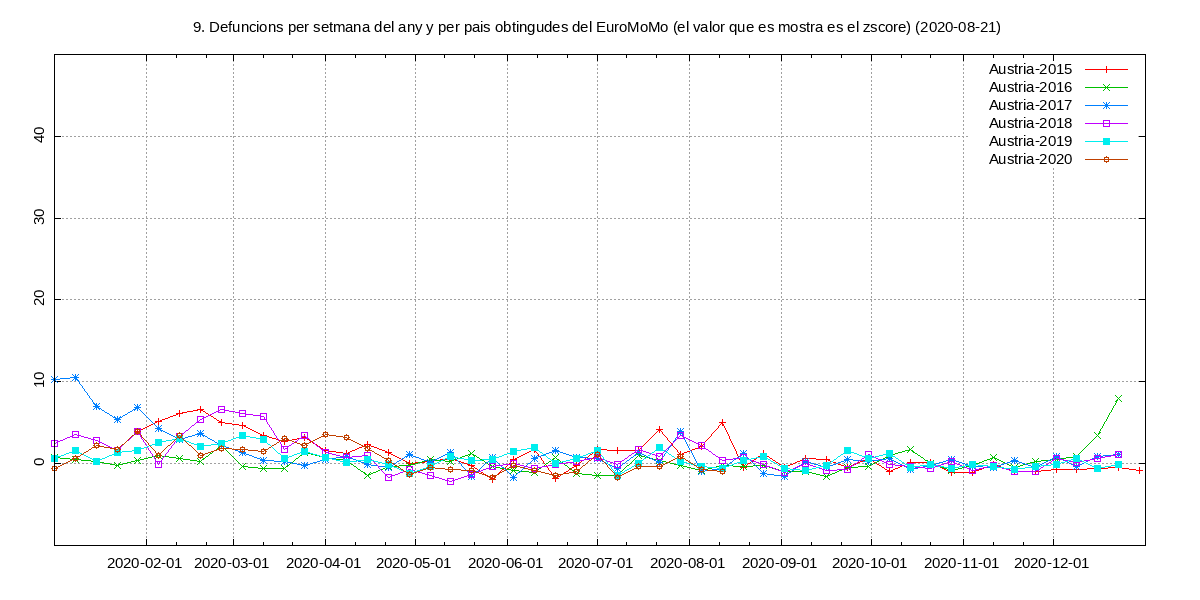 9. Defuncions per setmana del any y per pais obtingudes del EuroMoMo (el valor que es mostra es el zscore) (2020-08-21)
Austria-2015
Austria-2016
Austria-2017
Austria-2018
Austria-2019
Austria-2020
40
30
20
10
0
2020-02-01 2020-03-01 2020-04-01 2020-05-01 2020-06-01 2020-07-01 2020-08-01 2020-09-01 2020-10-01 2020-11-01 2020-12-01